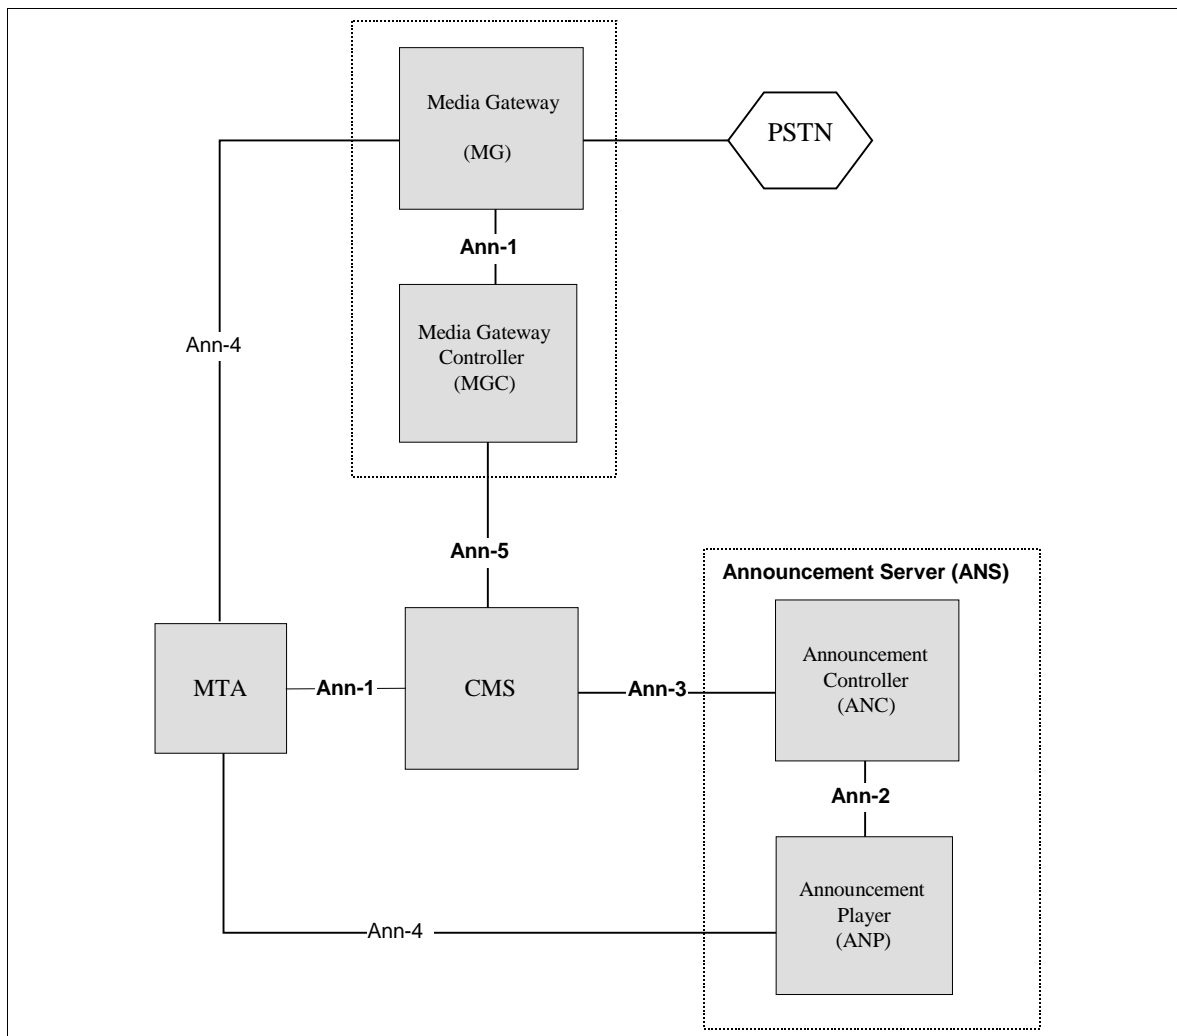 Media Gateway
(MG)
PSTN
Ann-1
Media Gateway
Controller
(MGC)
Ann-4
Ann-5
Announcement Server (ANS)
MTA
Ann-1
CMS
Ann-3
Announcement
Controller
(ANC)
Ann-2
Announcement
Player
(ANP)
Ann-4